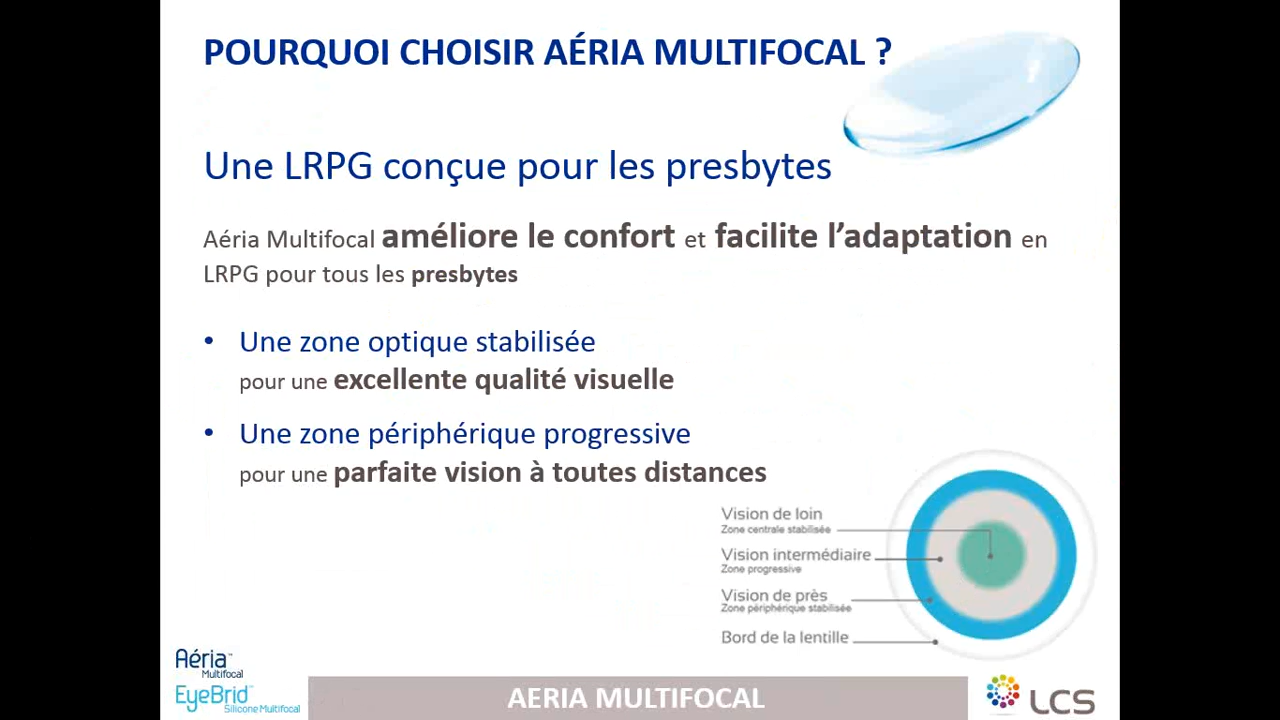 POURQUOI CHOISIR AÉRIA MULTIFOCAL ?
Une LRPG conçue pour les presbytes
Aéria Multifocal améliore le confort et facilite l’adaptation en
LRPG pour tous les presbytes
• Une zone optique stabilisée
pour une excellente qualité visuelle
• Une zone périphérique progressive
pour une parfaite vision à toutes distances
Vision de loin
Zone centrale stabilisée
Vision intermédiaire
Zone progressive
Vision de près
Zone périphérique stabilisée
Bord de la lentille
Aéria™
Multifocal
EyeBrid™
Silicone Multifocal
AERIA MULTIFOCAL
LCS